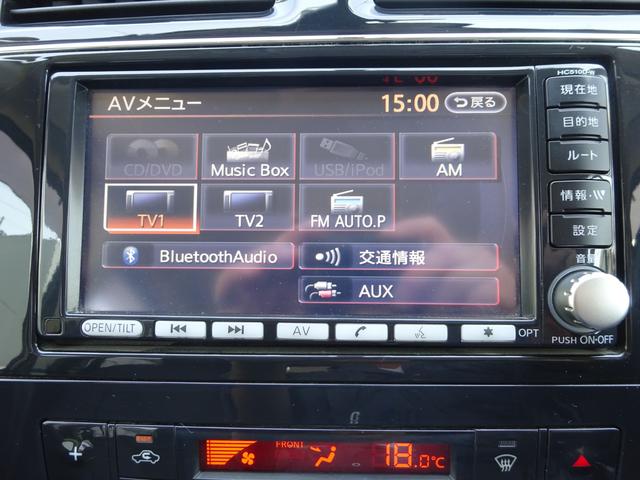 HC510D-W
AVメニュー 15:00 戻る
現在地
目的地
ルート
情報・VV
設定
音量
CD/DVD Music Box USB/iPod AM
TV1 TV2 FM AUTO.P
BluetoothAudio 交通情報
AUX
OPEN/TILT AV OPT
PUSH ON-OFF
FRONT 18.0℃